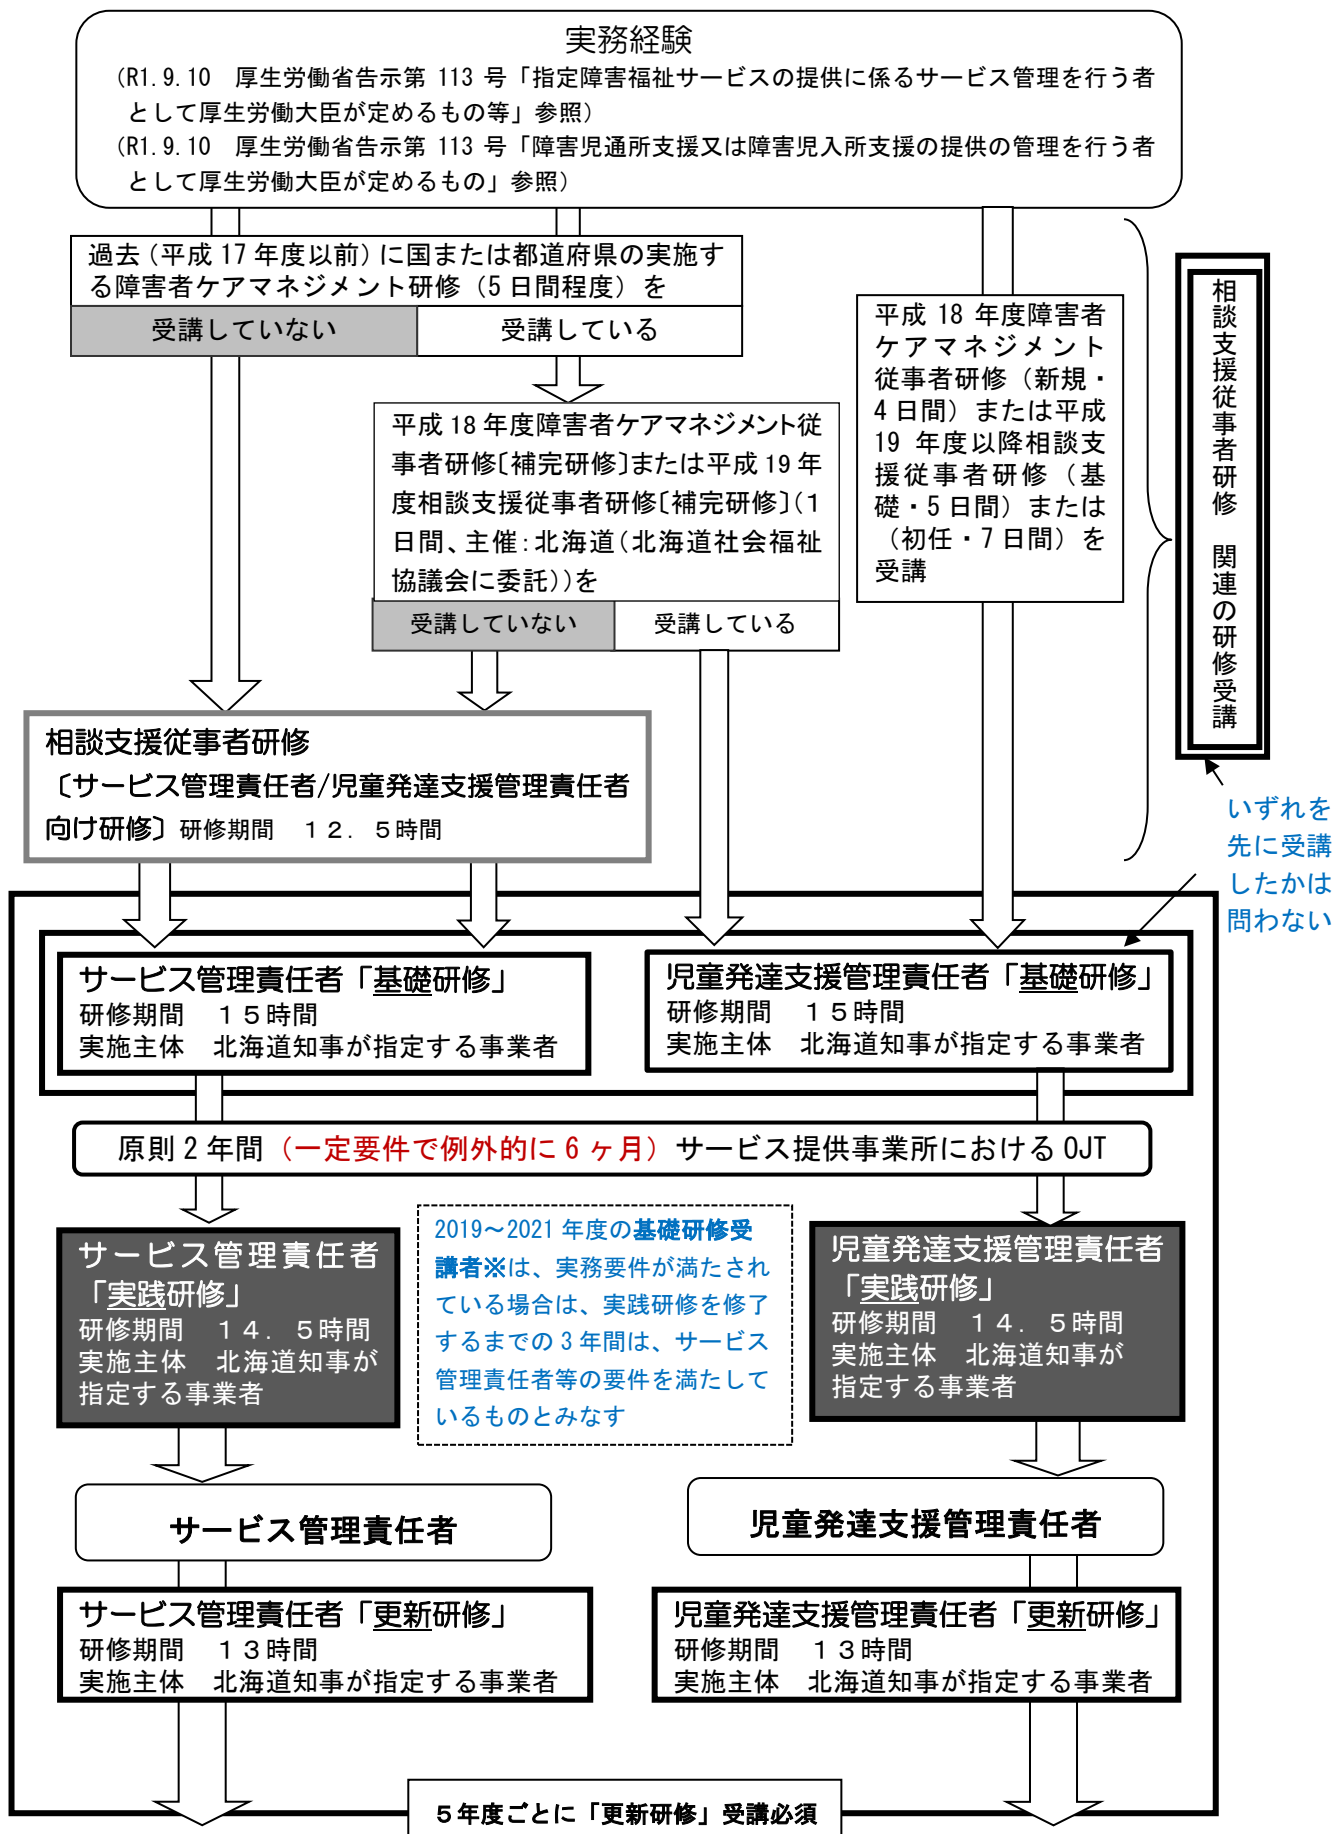 実務経験
(R1.9.10 厚生労働省告示第 113 号「指定障害福祉サービスの提供に係るサービス管理を行う者
として厚生労働大臣が定めるもの等」参照)
(R1.9.10 厚生労働省告示第 113 号「障害児通所支援又は障害児入所支援の提供の管理を行う者
として厚生労働大臣が定めるもの」参照)
過去(平成 17 年度以前)に国または都道府県の実施す
る障害者ケアマネジメント研修(5 日間程度)を
受講していない
受講している
平成 18 年度障害者ケアマネジメント従
事者研修〔補完研修〕または平成 19 年
度相談支援従事者研修〔補完研修〕(1
日間、主催:北海道(北海道社会福祉
協議会に委託))を
受講していない
受講している
平成 18 年度障害者
ケアマネジメント
従事者研修(新規・
4 日間)または平成
19 年度以降相談支
援従事者研修(基
礎・5 日間)または
(初任・7 日間)を
受講
相談支援従事者研修 関連の研修受講
相談支援従事者研修
〔サービス管理責任者/児童発達支援管理責任者
向け研修〕研修期間 12.5時間
いずれを
先に受講
したかは
問わない
サービス管理責任者「基礎研修」
研修期間 15時間
実施主体 北海道知事が指定する事業者
児童発達支援管理責任者「基礎研修」
研修期間 15時間
実施主体 北海道知事が指定する事業者
原則 2 年間(一定要件で例外的に 6 ヶ月)サービス提供事業所における OJT
サービス管理責任者
「実践研修」
研修期間 14.5時間
実施主体 北海道知事が
指定する事業者
2019～2021 年度の基礎研修受
講者※は、実務要件が満たされ
ている場合は、実践研修を修了
するまでの 3 年間は、サービス
管理責任者等の要件を満たして
いるものとみなす
児童発達支援管理責任者
「実践研修」
研修期間 14.5時間
実施主体 北海道知事が
指定する事業者
サービス管理責任者
児童発達支援管理責任者
サービス管理責任者「更新研修」
研修期間 13時間
実施主体 北海道知事が指定する事業者
児童発達支援管理責任者「更新研修」
研修期間 13時間
実施主体 北海道知事が指定する事業者
5年度ごとに「更新研修」受講必須